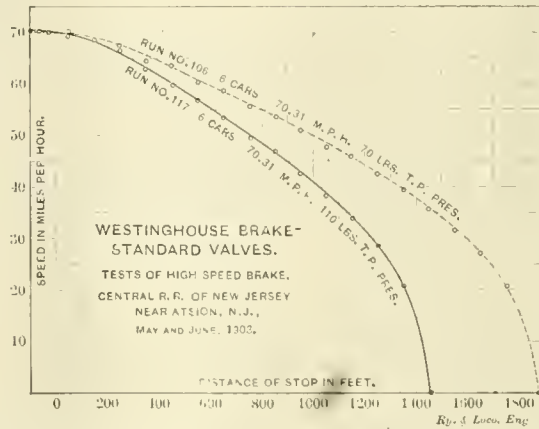 70
60
50
40
30
20
10
SPEED IN MILES PER HOUR.
RUN NO. 106 6 CARS 70.31 M.P.H. 70 LBS. T.P. PRES.
RUN NO. 117 6 CARS 70.31 M.P.H. 110 LBS. T.P. PRES.
WESTINGHOUSE BRAKE-
STANDARD VALVES.
TESTS OF HIGH SPEED BRAKE.
CENTRAL R.R. OF NEW JERSEY
NEAR ATSION, N.J.,
MAY AND JUNE, 1903.
DISTANCE OF STOP IN FEET.
0 200 400 600 800 1000 1200 1400 1600 1800
Ry. & Loco. Eng